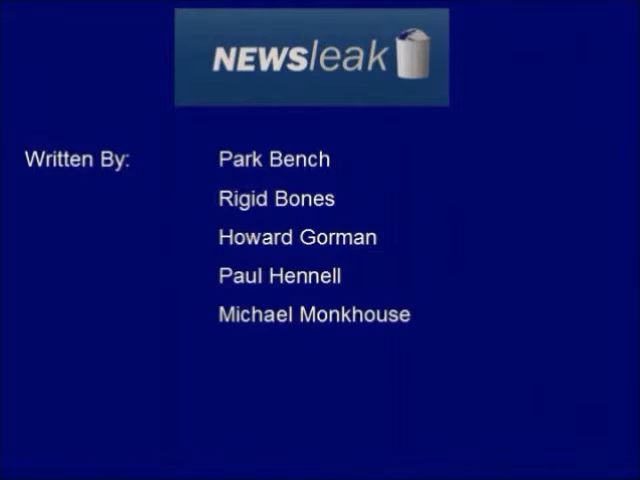 NEWSleak
Written By: Park Bench
Rigid Bones
Howard Gorman
Paul Hennell
Michael Monkhouse